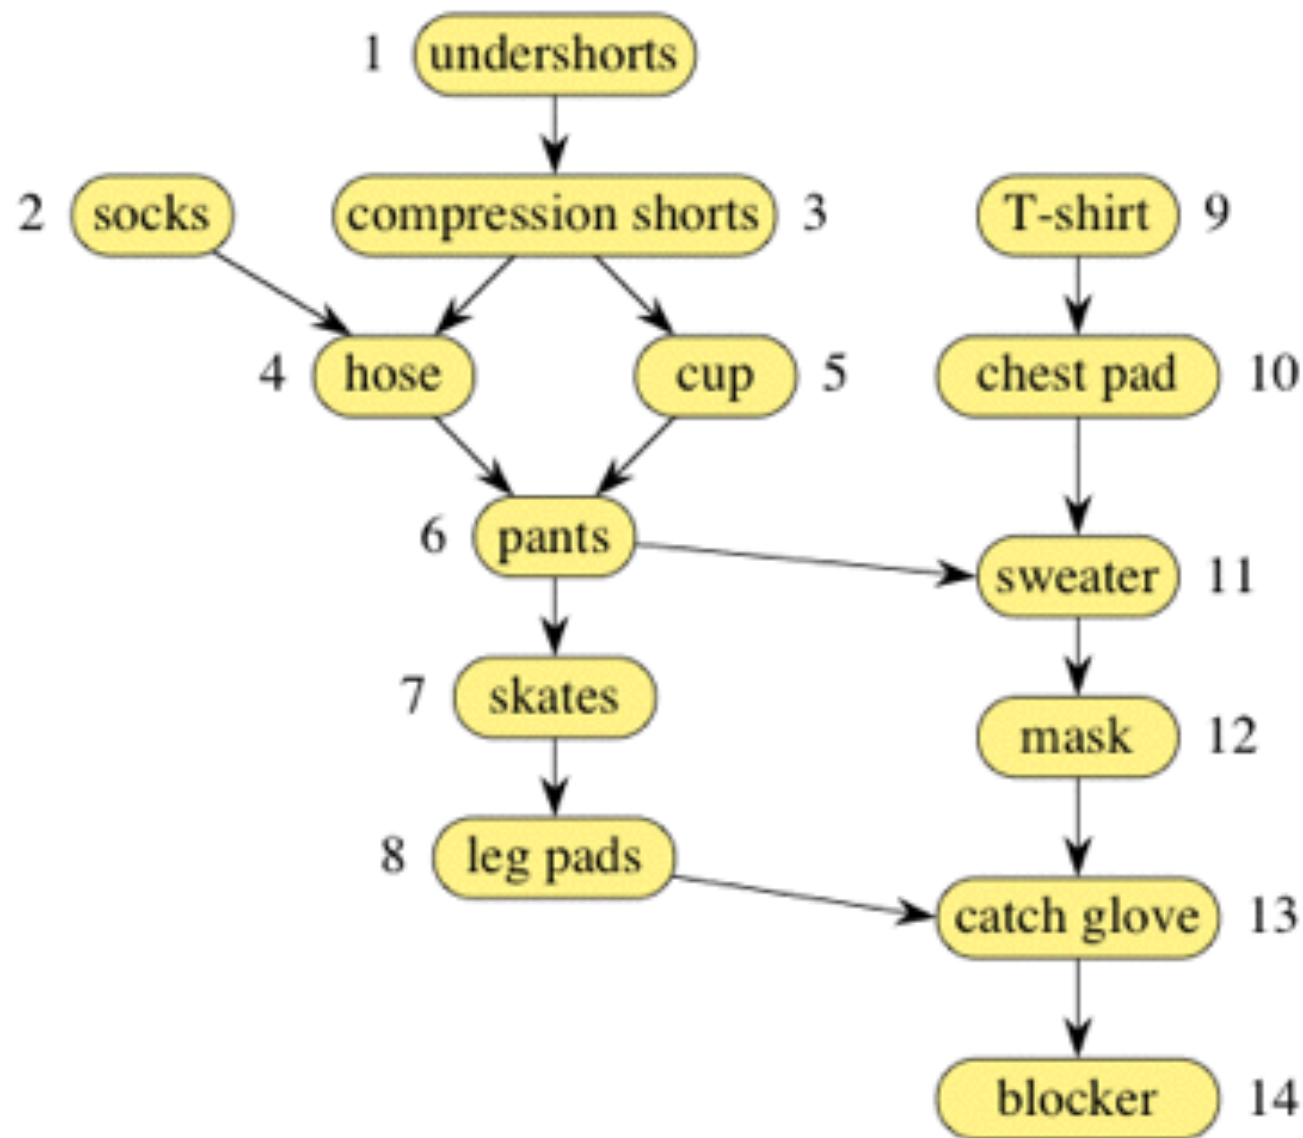 1 undershorts
2 socks compression shorts 3 T-shirt 9
4 hose cup 5 chest pad 10
6 pants
sweater 11
7 skates
mask 12
8 leg pads
catch glove 13
blocker 14